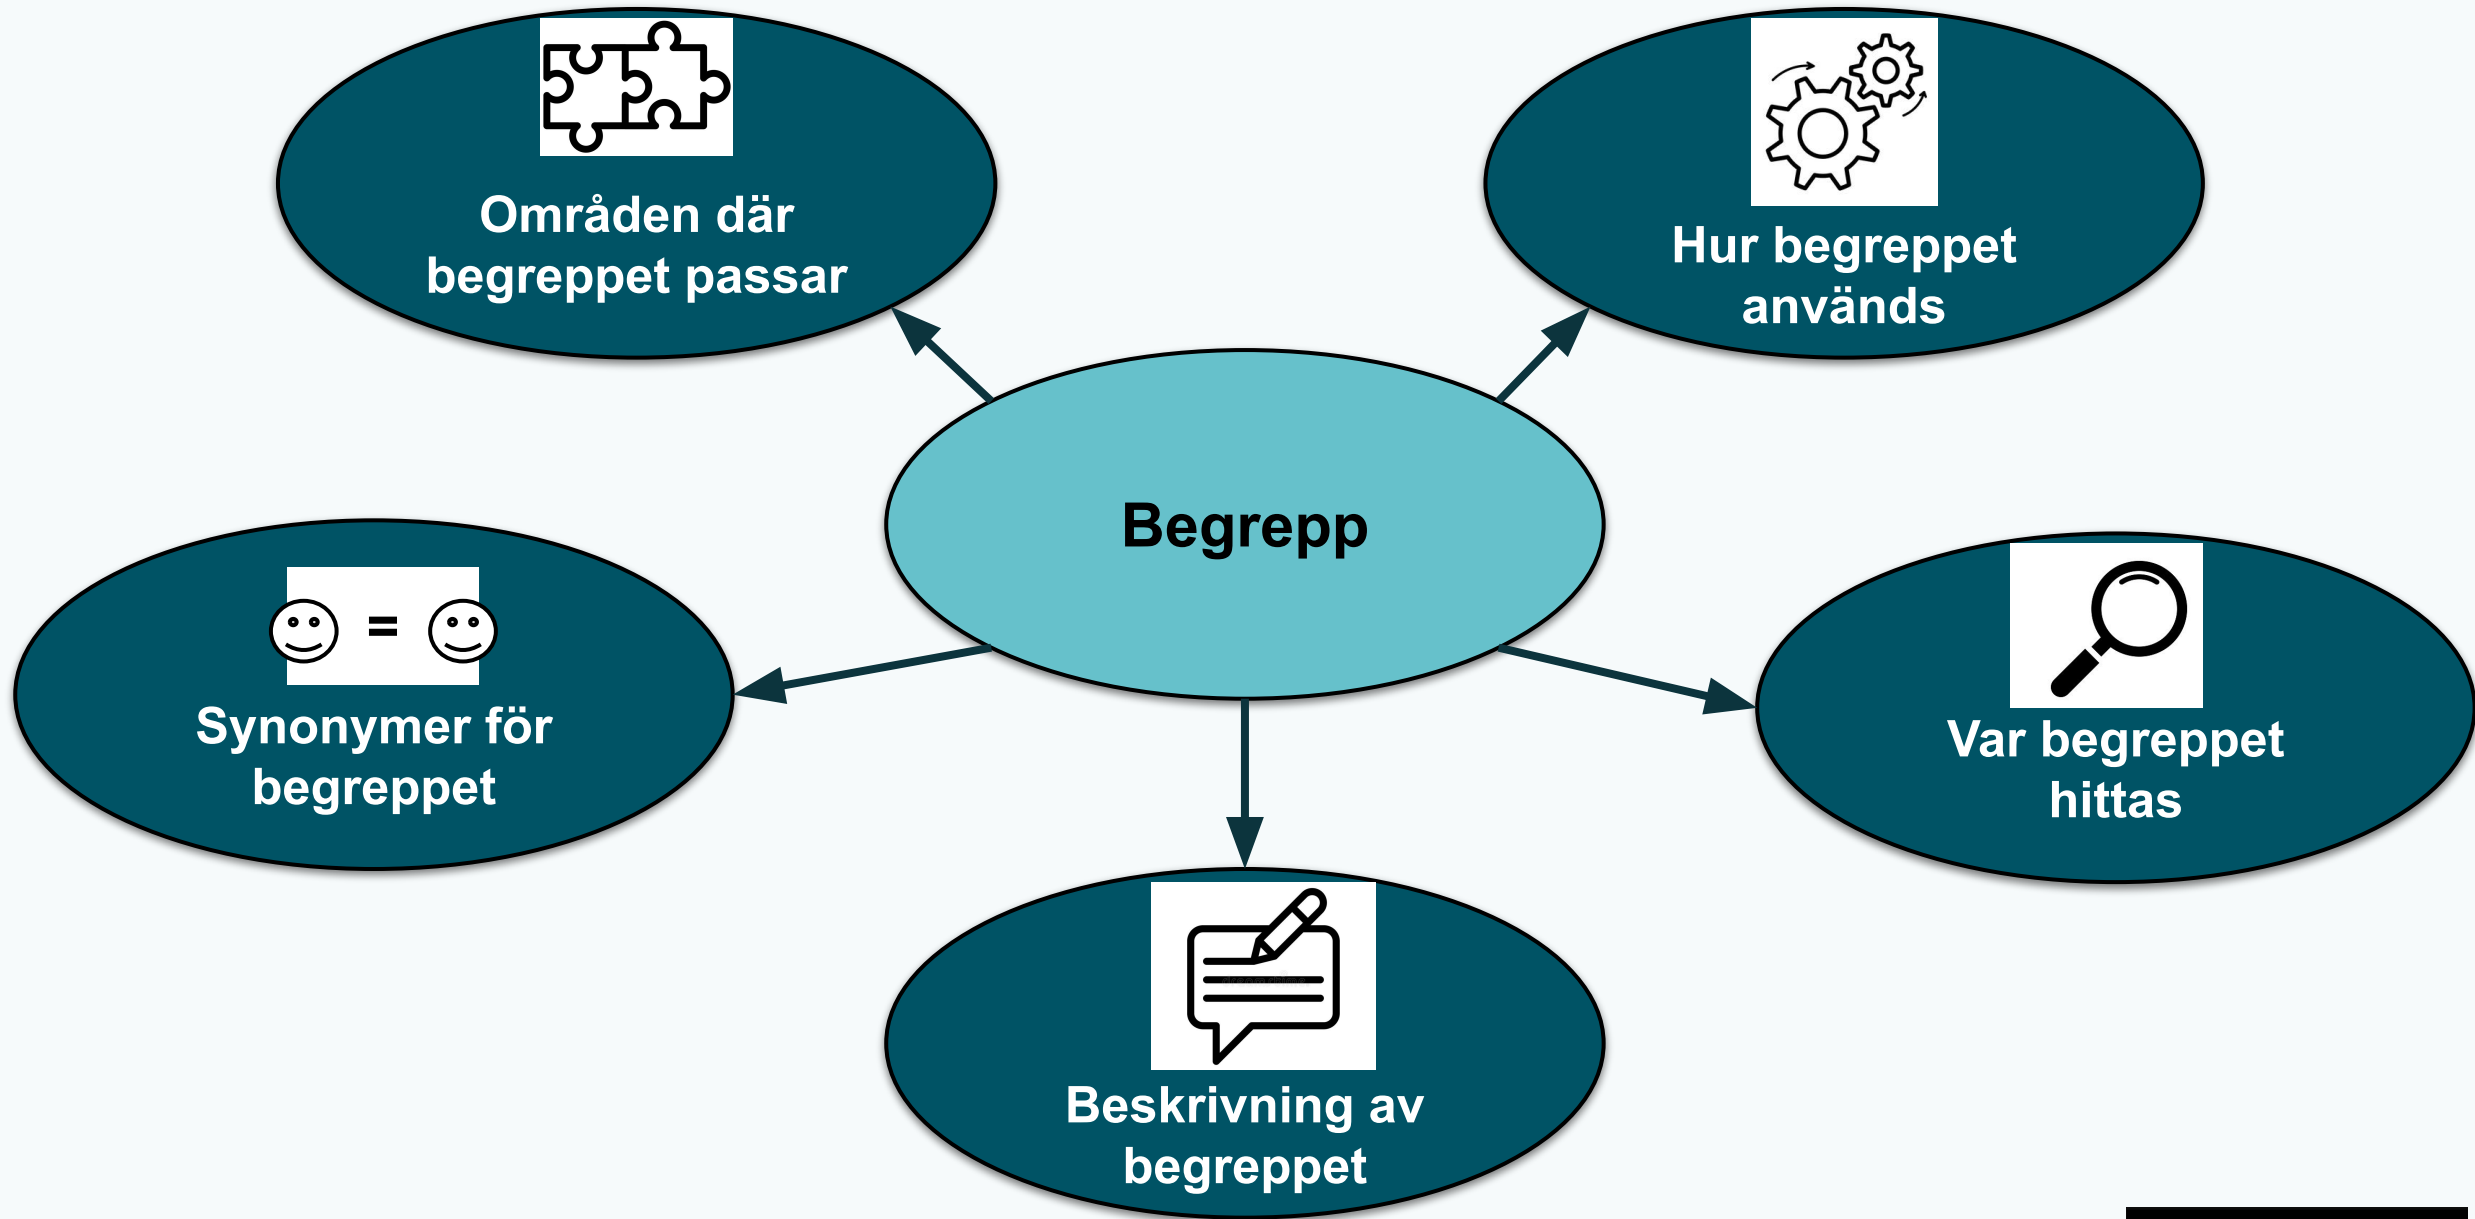 Områden där
begreppet passar
Hur begreppet
används
Begrepp
=
Synonymer för
begreppet
Var begreppet
hittas
Beskrivning av
begreppet